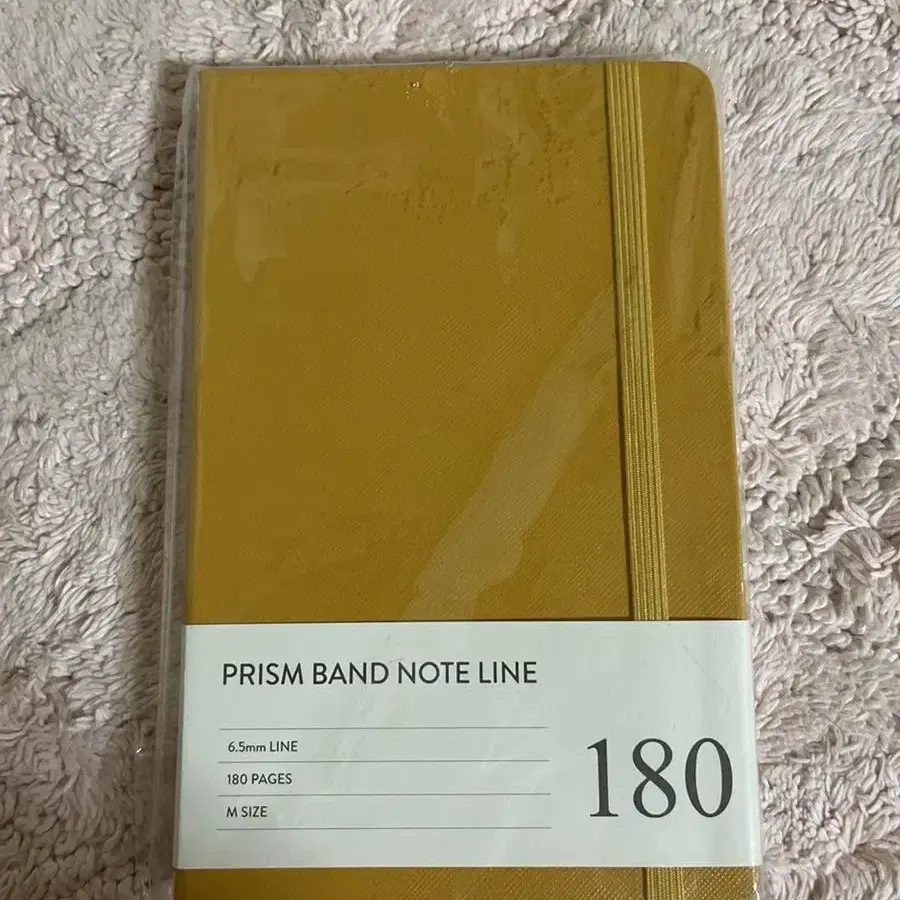 PRISM BAND NOTE LINE
6.5mm LINE
180 PAGES
M SIZE
180